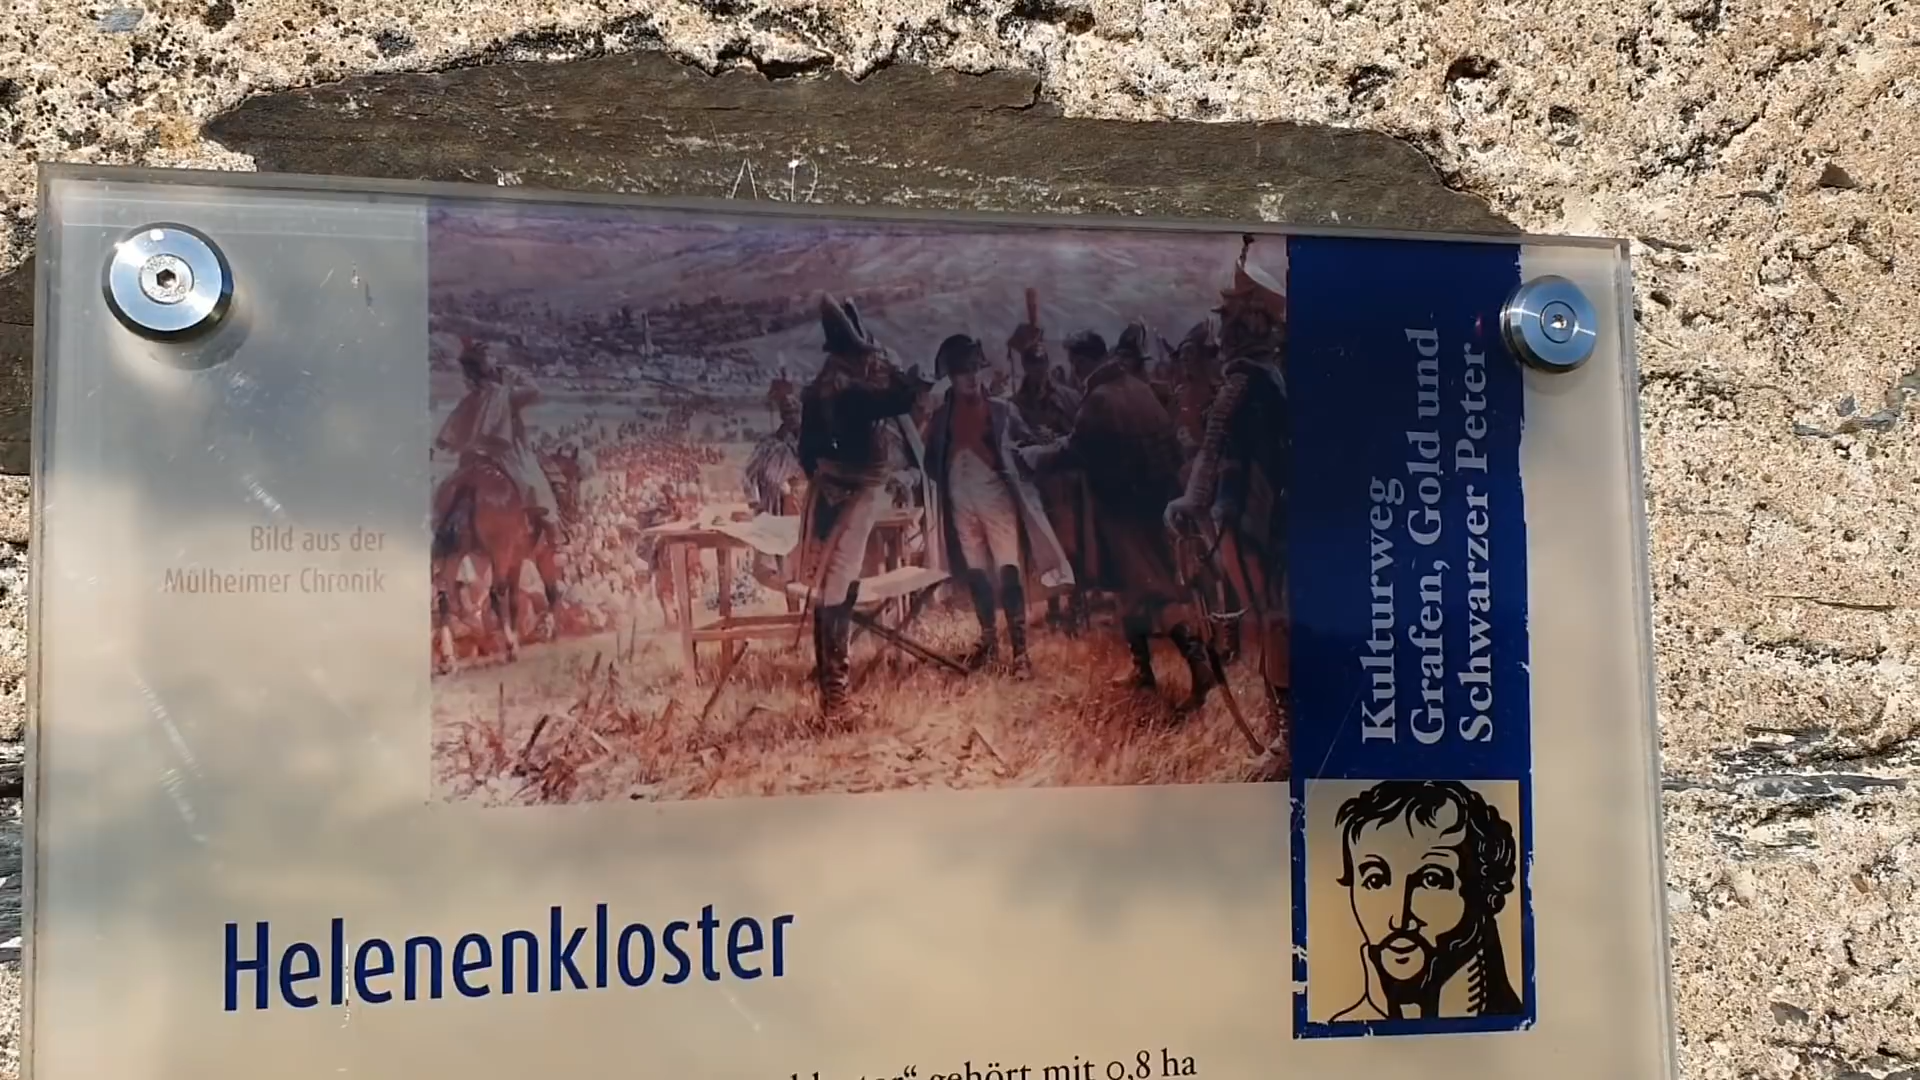 Bild aus der
Mülheimer Chronik
Kulturweg
Grafen, Gold und
Schwarzer Peter
Helenenkloster
gehört mit 0,8 ha